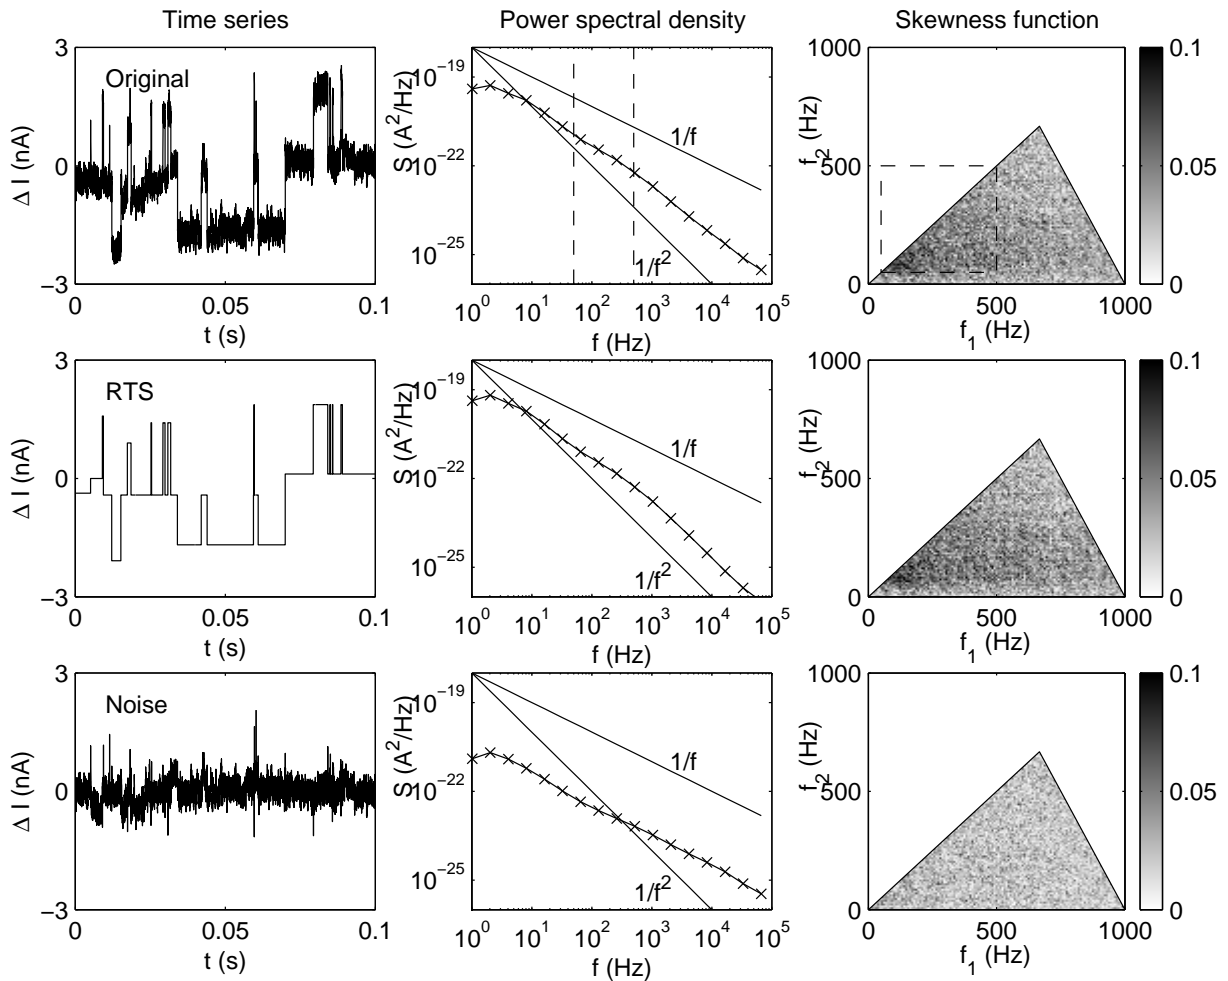 Time series
Power spectral density
Skewness function
Original
3
0
−3
Δ I (nA)
0
0.05
0.1
t (s)
S (A^2/Hz)
10^−19
10^−22
10^−25
1/f
1/f^2
10^0
10^1
10^2
10^3
10^4
10^5
f (Hz)
f_2 (Hz)
1000
500
0
0
500
1000
f_1 (Hz)
0.1
0.05
0
RTS
3
0
−3
Δ I (nA)
0
0.05
0.1
t (s)
S (A^2/Hz)
10^−19
10^−22
10^−25
1/f
1/f^2
10^0
10^1
10^2
10^3
10^4
10^5
f (Hz)
f_2 (Hz)
1000
500
0
0
500
1000
f_1 (Hz)
0.1
0.05
0
Noise
3
0
−3
Δ I (nA)
0
0.05
0.1
t (s)
S (A^2/Hz)
10^−19
10^−22
10^−25
1/f
1/f^2
10^0
10^1
10^2
10^3
10^4
10^5
f (Hz)
f_2 (Hz)
1000
500
0
0
500
1000
f_1 (Hz)
0.1
0.05
0